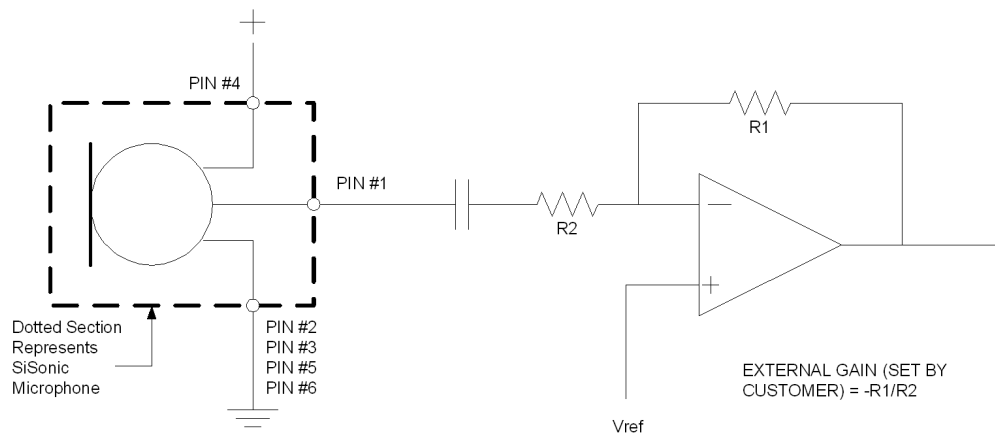 PIN #4
PIN #1
R1
R2
Dotted Section
Represents
SiSonic
Microphone
PIN #2
PIN #3
PIN #5
PIN #6
Vref
EXTERNAL GAIN (SET BY
CUSTOMER) = -R1/R2